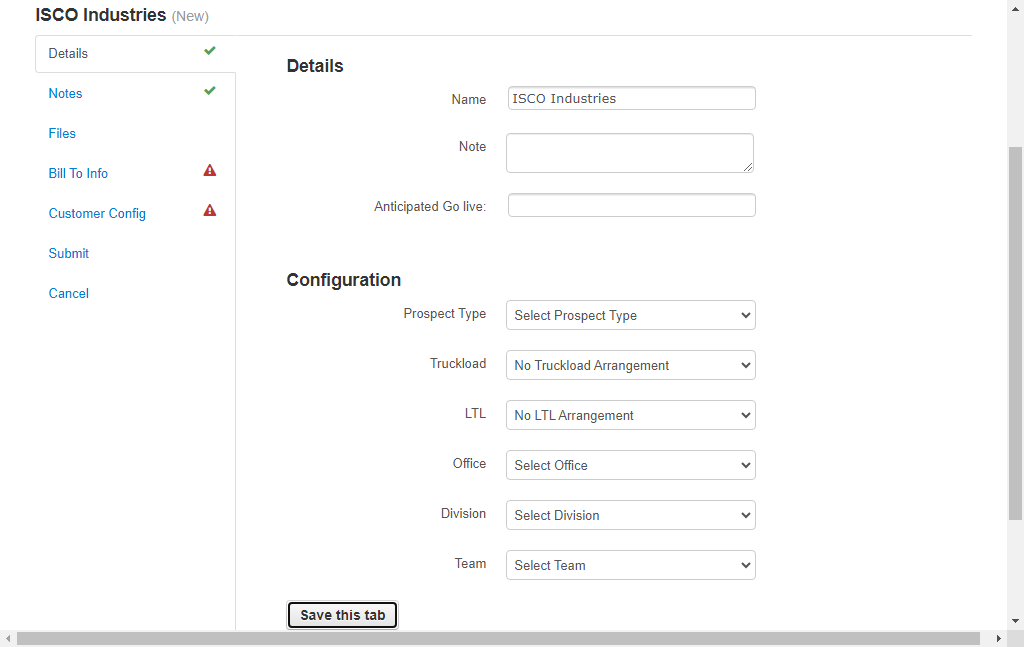 ISCO Industries (New)
Details
Notes
Files
Bill To Info
Customer Config
Submit
Cancel
Details
Name ISCO Industries
Note
Anticipated Go live:
Configuration
Prospect Type Select Prospect Type
Truckload No Truckload Arrangement
LTL No LTL Arrangement
Office Select Office
Division Select Division
Team Select Team
Save this tab